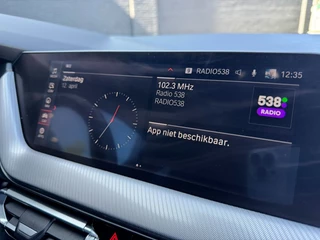 RADIO538 12:35
Zaterdag
12. april
102.3 MHz
Radio 538
RADIO538
538
RADIO
App niet beschikbaar.